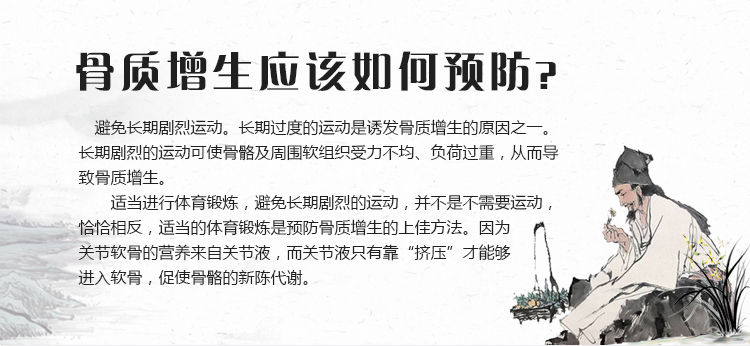 骨质增生应该如何预防?
避免长期剧烈运动。长期过度的运动是诱发骨质增生的原因之一。
长期剧烈的运动可使骨骼及周围软组织受力不均、负荷过重，从而导
致骨质增生。
适当进行体育锻炼，避免长期剧烈的运动，并不是不需要运动，
恰恰相反，适当的体育锻炼是预防骨质增生的上佳方法。因为
关节软骨的营养来自关节液，而关节液只有靠“挤压”才能够
进入软骨，促使骨骼的新陈代谢。